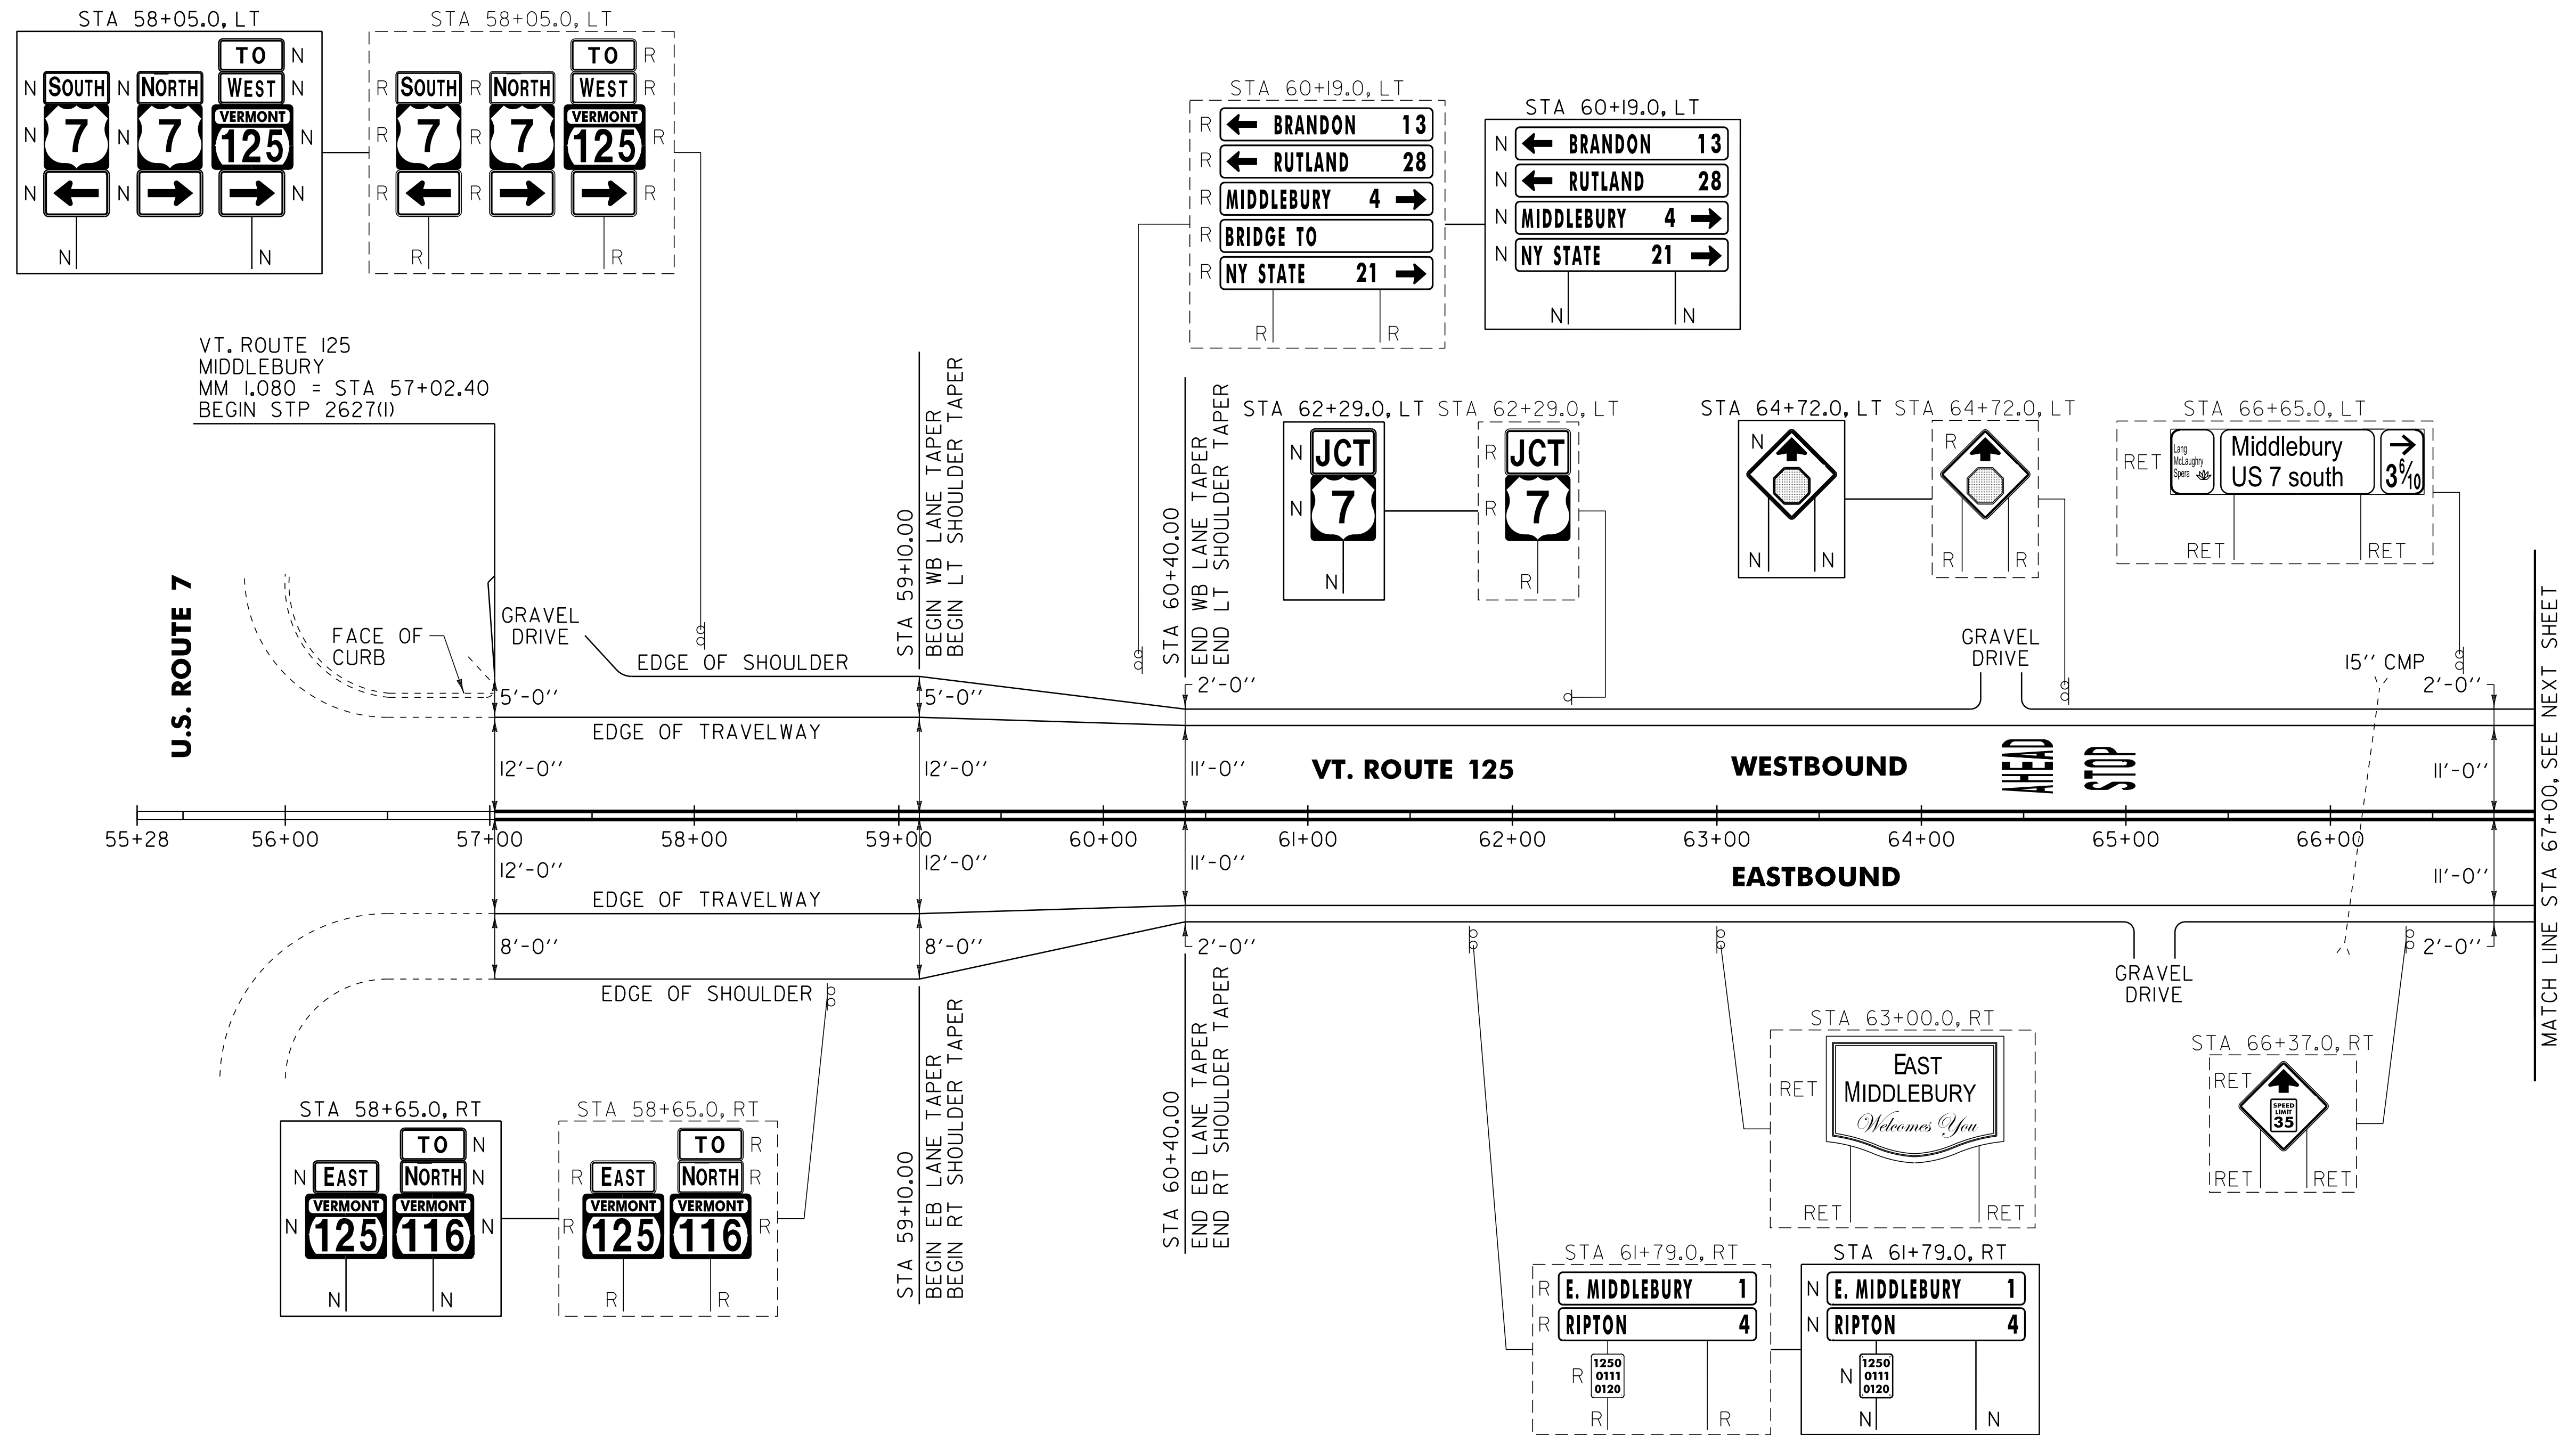 STA 58+05.0, LT
N SOUTH N NORTH TO N
WEST N
N 7 N 7 VERMONT 125 N
N N N
N N
STA 58+05.0, LT
TO R
R SOUTH R NORTH WEST R
R 7 R 7 VERMONT 125 R
R R R
R R
STA 60+19.0, LT
R BRANDON 13
R RUTLAND 28
R MIDDLEBURY 4
R BRIDGE TO
R NY STATE 21
R R
STA 60+19.0, LT
N BRANDON 13
N RUTLAND 28
N MIDDLEBURY 4
N NY STATE 21
N N
VT. ROUTE 125
MIDDLEBURY
MM 1.080 = STA 57+02.40
BEGIN STP 2627(1)
STA 62+29.0, LT
N JCT
N 7
N
STA 62+29.0, LT
R JCT
R 7
R
STA 64+72.0, LT
N
N N
STA 64+72.0, LT
R
R R
STA 66+65.0, LT
RET
Lang
McLaughry
Spera
Middlebury
US 7 south
3 6/10
RET RET
U.S. ROUTE 7
FACE OF
CURB
GRAVEL
DRIVE
EDGE OF SHOULDER
STA 59+10.00
BEGIN WB LANE TAPER
BEGIN LT SHOULDER TAPER
STA 60+40.00
END WB LANE TAPER
END LT SHOULDER TAPER
GRAVEL
DRIVE
15'' CMP
5'-0'' 5'-0'' 2'-0'' 2'-0''
EDGE OF TRAVELWAY
12'-0'' 12'-0'' 11'-0'' VT. ROUTE 125 WESTBOUND AHEAD STOP 11'-0''
55+28 56+00 57+00 58+00 59+00 60+00 61+00 62+00 63+00 64+00 65+00 66+00
12'-0'' 12'-0'' 11'-0'' EASTBOUND 11'-0''
EDGE OF TRAVELWAY
8'-0'' 8'-0'' 2'-0'' 2'-0''
EDGE OF SHOULDER
GRAVEL
DRIVE
MATCH LINE STA 67+00, SEE NEXT SHEET
STA 59+10.00
BEGIN EB LANE TAPER
BEGIN RT SHOULDER TAPER
STA 60+40.00
END EB LANE TAPER
END RT SHOULDER TAPER
STA 58+65.0, RT
TO N
N EAST NORTH N
N VERMONT 125 VERMONT 116 N
N N
STA 58+65.0, RT
TO R
R EAST NORTH R
R VERMONT 125 VERMONT 116 R
R R
STA 63+00.0, RT
RET
EAST
MIDDLEBURY
Welcomes You
RET RET
STA 66+37.0, RT
RET
SPEED
LIMIT
35
RET RET
STA 61+79.0, RT
R E. MIDDLEBURY 1
R RIPTON 4
R
1250
0111
0120
R R
STA 61+79.0, RT
N E. MIDDLEBURY 1
N RIPTON 4
N
1250
0111
0120
N N